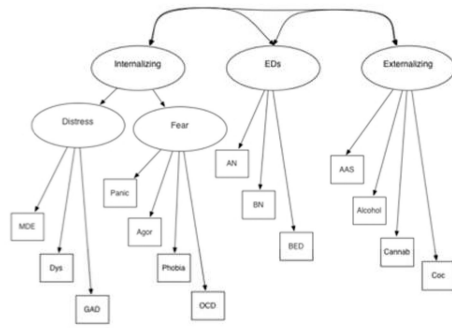 Internalizing
EDs
Externalizing
Distress
Fear
AN
AAS
Panic
BN
Alcohol
MDE
Agor
BED
Cannab
Dys
Phobia
Coc
GAD
OCD